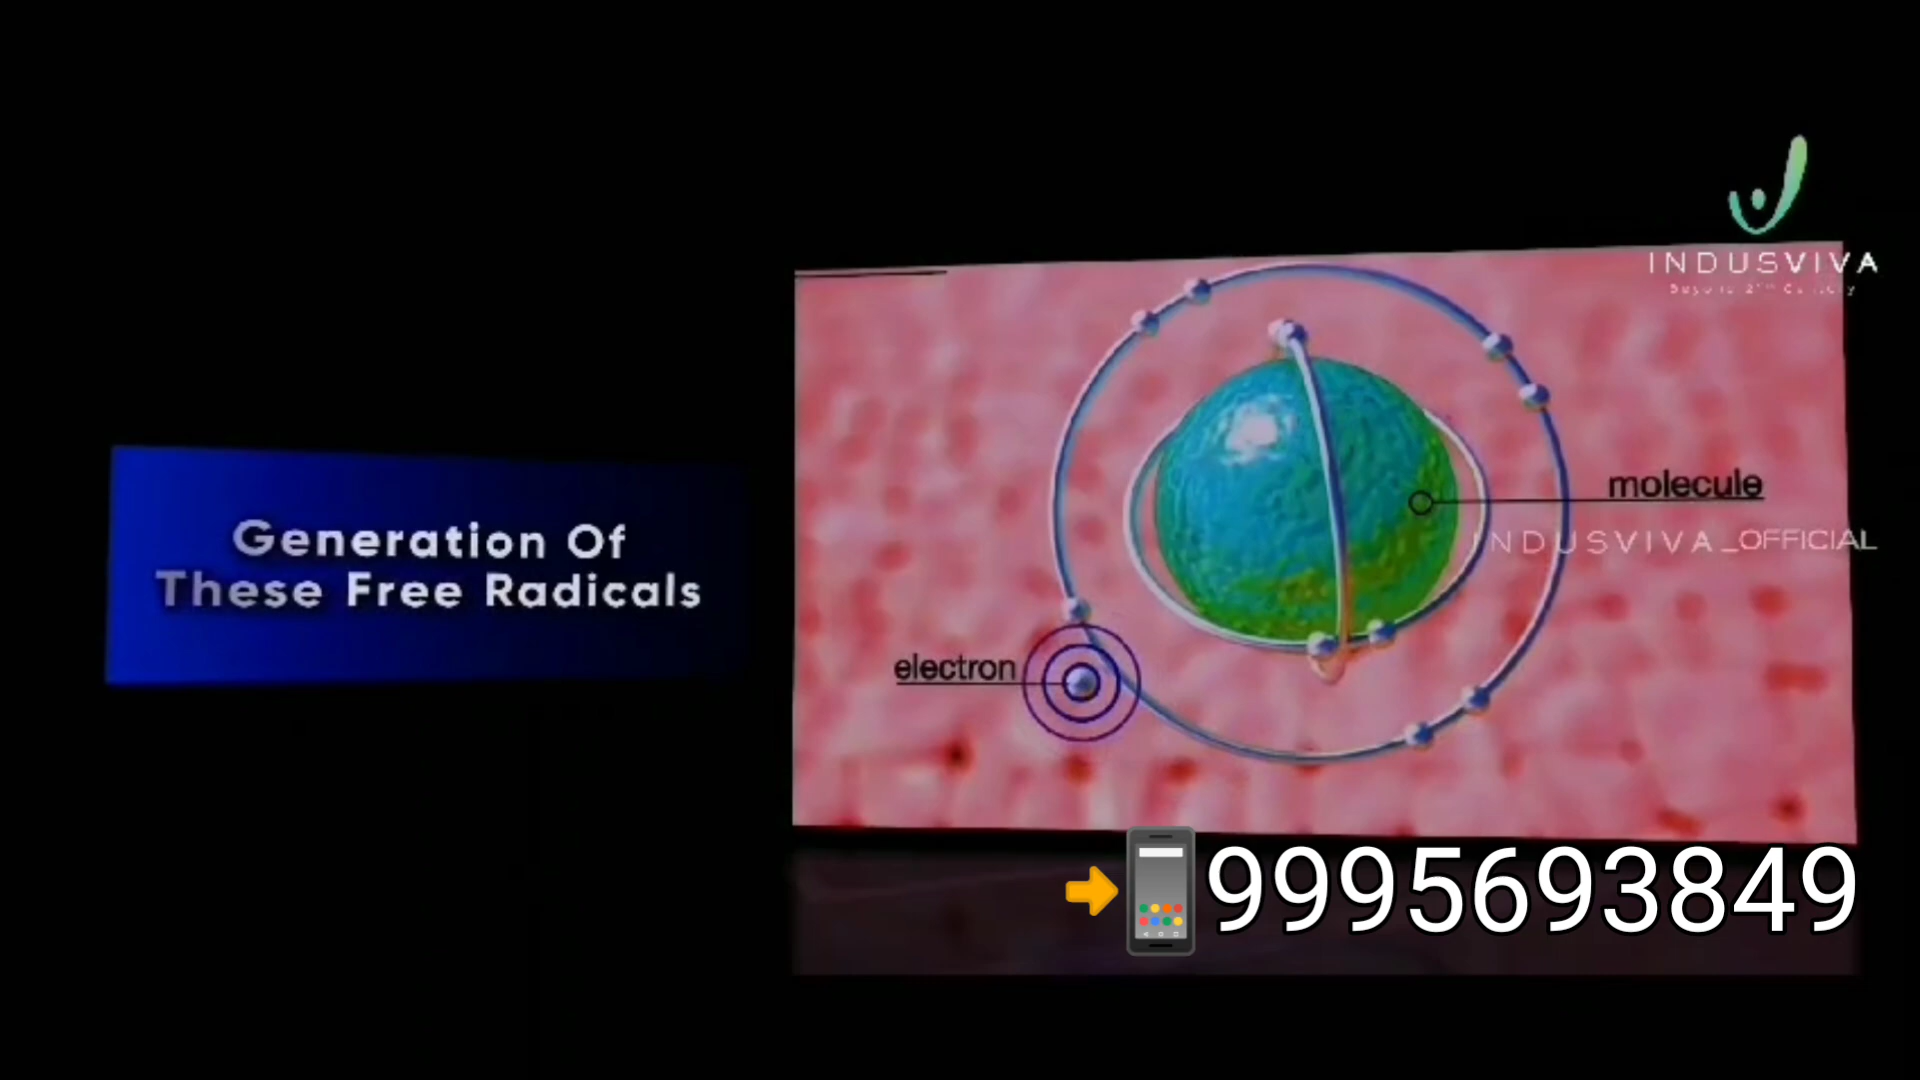 INDUSVIVA
Generation Of
These Free Radicals
molecule
INDUSVIVA_OFFICIAL
electron
9995693849